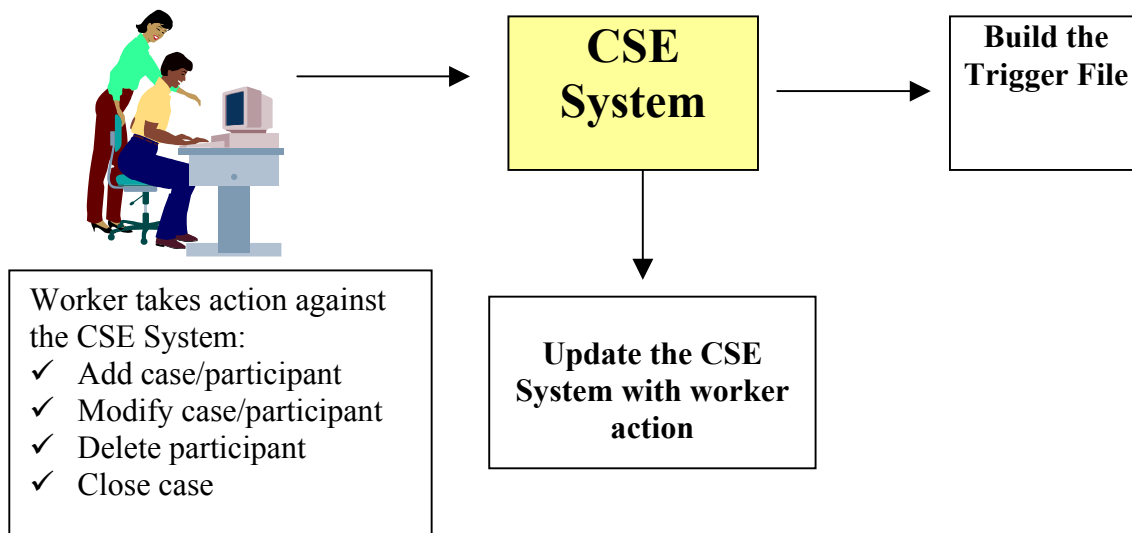 CSE
System
Build the
Trigger File
Worker takes action against
the CSE System:
✓ Add case/participant
✓ Modify case/participant
✓ Delete participant
✓ Close case
Update the CSE
System with worker
action